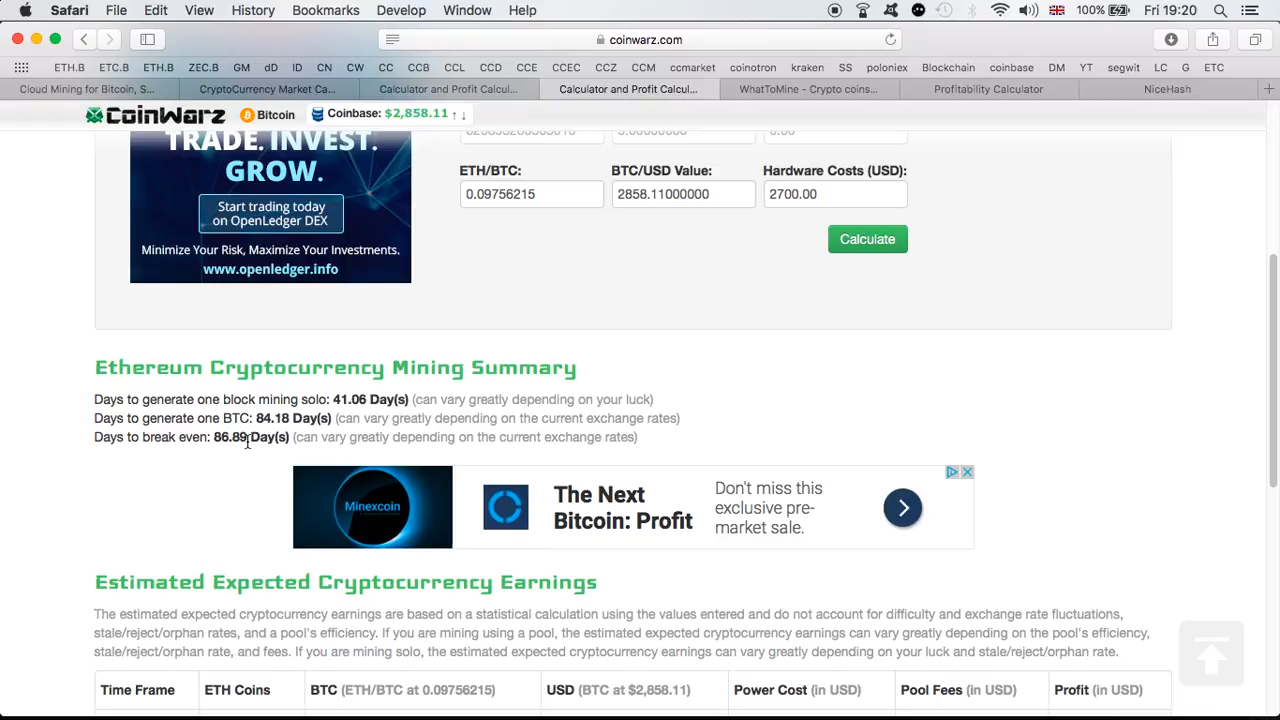 Safari File Edit View History Bookmarks Develop Window Help 100% Fri 19:20
coinwarz.com
ETH.B ETC.B ETH.B ZEC.B GM dD ID CN CW CC CCB CCL CCD CCE CCEC CCZ CCM ccmarket coinotron kraken SS poloniex Blockchain coinbase DM YT segwit LC G ETC
Cloud Mining for Bitcoin, S... CryptoCurrency Market Ca... Calculator and Profit Calcul... Calculator and Profit Calcul... WhatToMine - Crypto coins... Profitability Calculator NiceHash
CoinWarz Bitcoin Coinbase: $2,858.11 ↑ ↓
TRADE. INVEST.
GROW.
Start trading today
on OpenLedger DEX
Minimize Your Risk, Maximize Your Investments.
www.openledger.info
ETH/BTC: BTC/USD Value: Hardware Costs (USD):
0.09756215 2858.11000000 2700.00
Calculate
Ethereum Cryptocurrency Mining Summary
Days to generate one block mining solo: 41.06 Day(s) (can vary greatly depending on your luck)
Days to generate one BTC: 84.18 Day(s) (can vary greatly depending on the current exchange rates)
Days to break even: 86.89 Day(s) (can vary greatly depending on the current exchange rates)
Minexcoin
The Next
Bitcoin: Profit
Don't miss this
exclusive pre-
market sale.
Estimated Expected Cryptocurrency Earnings
The estimated expected cryptocurrency earnings are based on a statistical calculation using the values entered and do not account for difficulty and exchange rate fluctuations,
stale/reject/orphan rates, and a pool's efficiency. If you are mining using a pool, the estimated expected cryptocurrency earnings can vary greatly depending on the pool's efficiency,
stale/reject/orphan rate, and fees. If you are mining solo, the estimated expected cryptocurrency earnings can vary greatly depending on your luck and stale/reject/orphan rate.
Time Frame ETH Coins BTC (ETH/BTC at 0.09756215) USD (BTC at $2,858.11) Power Cost (in USD) Pool Fees (in USD) Profit (in USD)